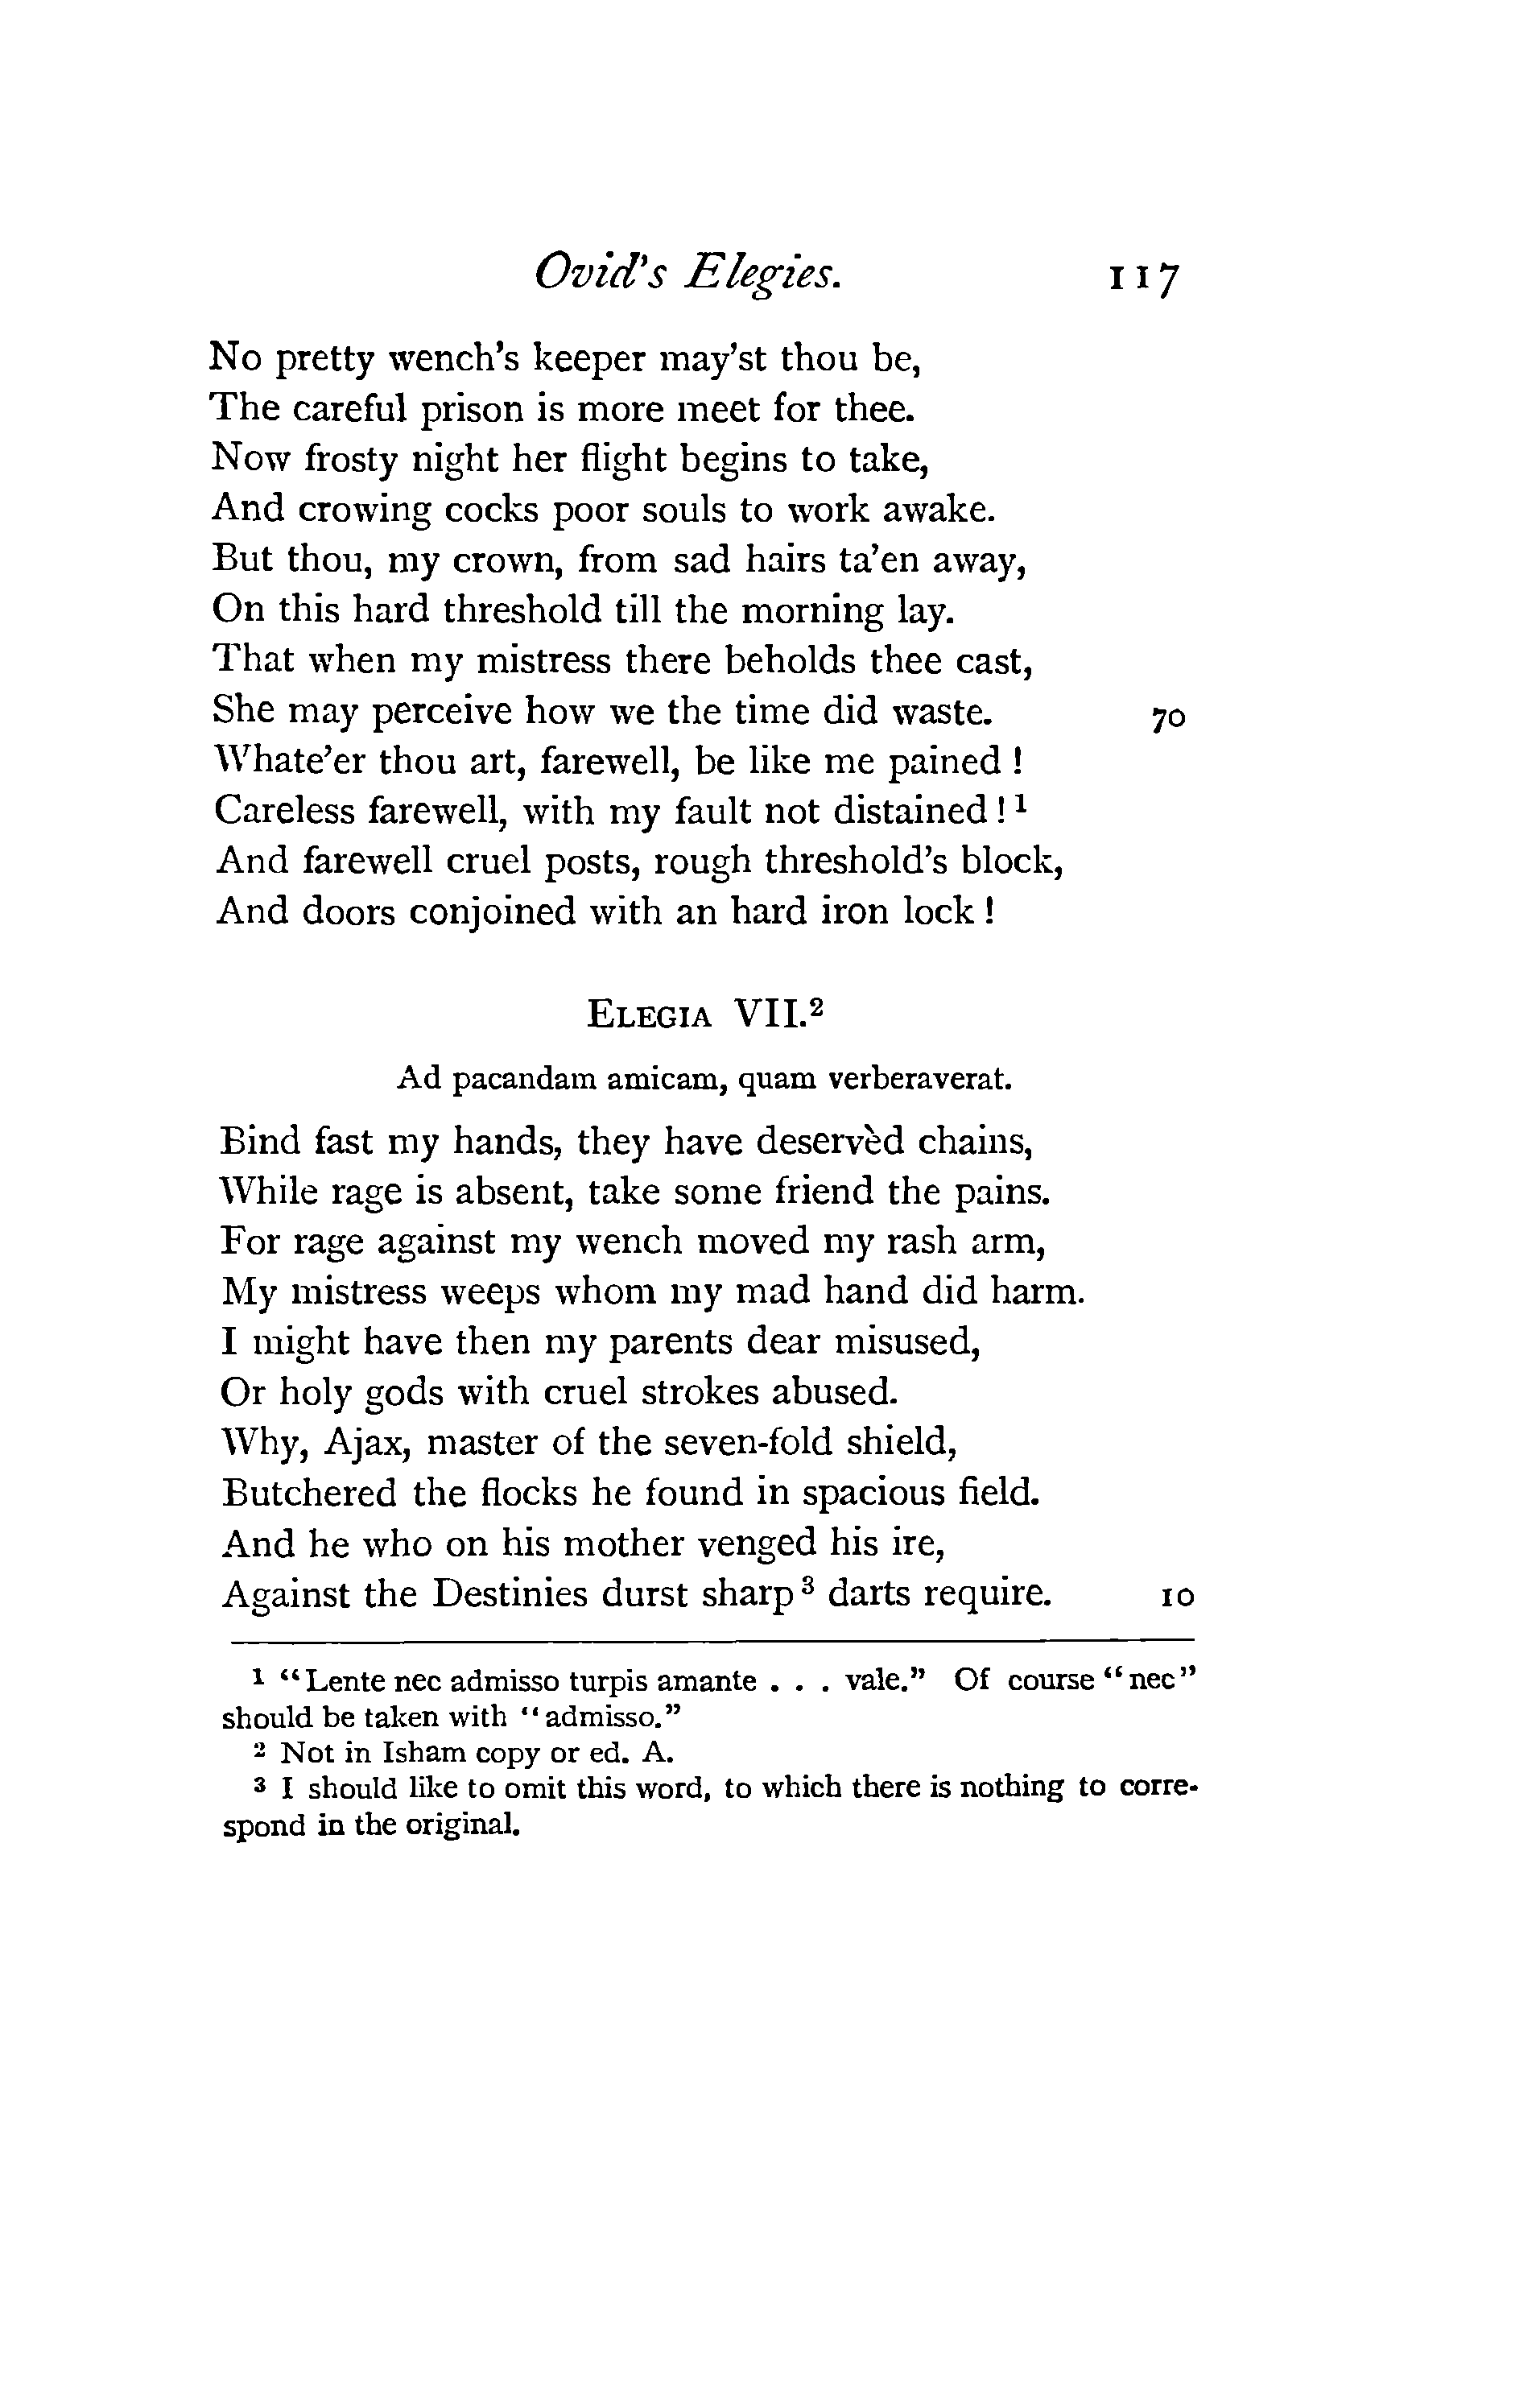 Ovid's Elegies. 117
No pretty wench's keeper may'st thou be,
The careful prison is more meet for thee.
Now frosty night her flight begins to take,
And crowing cocks poor souls to work awake.
But thou, my crown, from sad hairs ta'en away,
On this hard threshold till the morning lay.
That when my mistress there beholds thee cast,
She may perceive how we the time did waste. 70
Whate'er thou art, farewell, be like me pained !
Careless farewell, with my fault not distained ! ¹
And farewell cruel posts, rough threshold's block,
And doors conjoined with an hard iron lock !
ELEGIA VII.²
Ad pacandam amicam, quam verberaverat.
Bind fast my hands, they have deservèd chains,
While rage is absent, take some friend the pains.
For rage against my wench moved my rash arm,
My mistress weeps whom my mad hand did harm.
I might have then my parents dear misused,
Or holy gods with cruel strokes abused.
Why, Ajax, master of the seven-fold shield,
Butchered the flocks he found in spacious field.
And he who on his mother venged his ire,
Against the Destinies durst sharp ³ darts require. 10
¹ "Lente nec admisso turpis amante . . . vale." Of course "nec"
should be taken with "admisso."
² Not in Isham copy or ed. A.
³ I should like to omit this word, to which there is nothing to corre-
spond in the original.